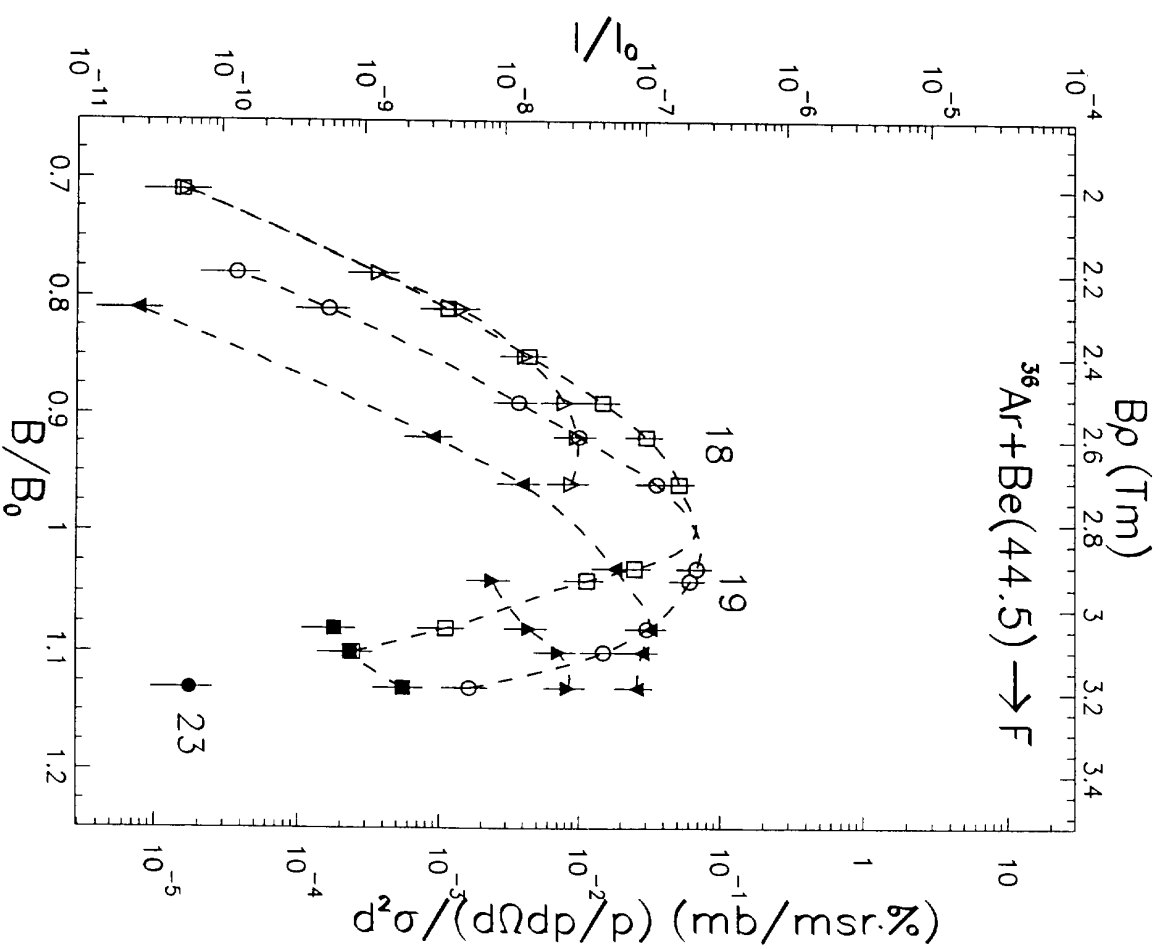 Bρ (Tm)
2 2.2 2.4 2.6 2.8 3 3.2 3.4
³⁶Ar+Be(44.5)→F
I/I₀
10⁻⁴
10⁻⁵
10⁻⁶
10⁻⁷
10⁻⁸
10⁻⁹
10⁻¹⁰
10⁻¹¹
18
19
23
d²σ/(dΩdp/p) (mb/msr.%)
10
1
10⁻¹
10⁻²
10⁻³
10⁻⁴
10⁻⁵
0.7 0.8 0.9 1 1.1 1.2
B/B₀